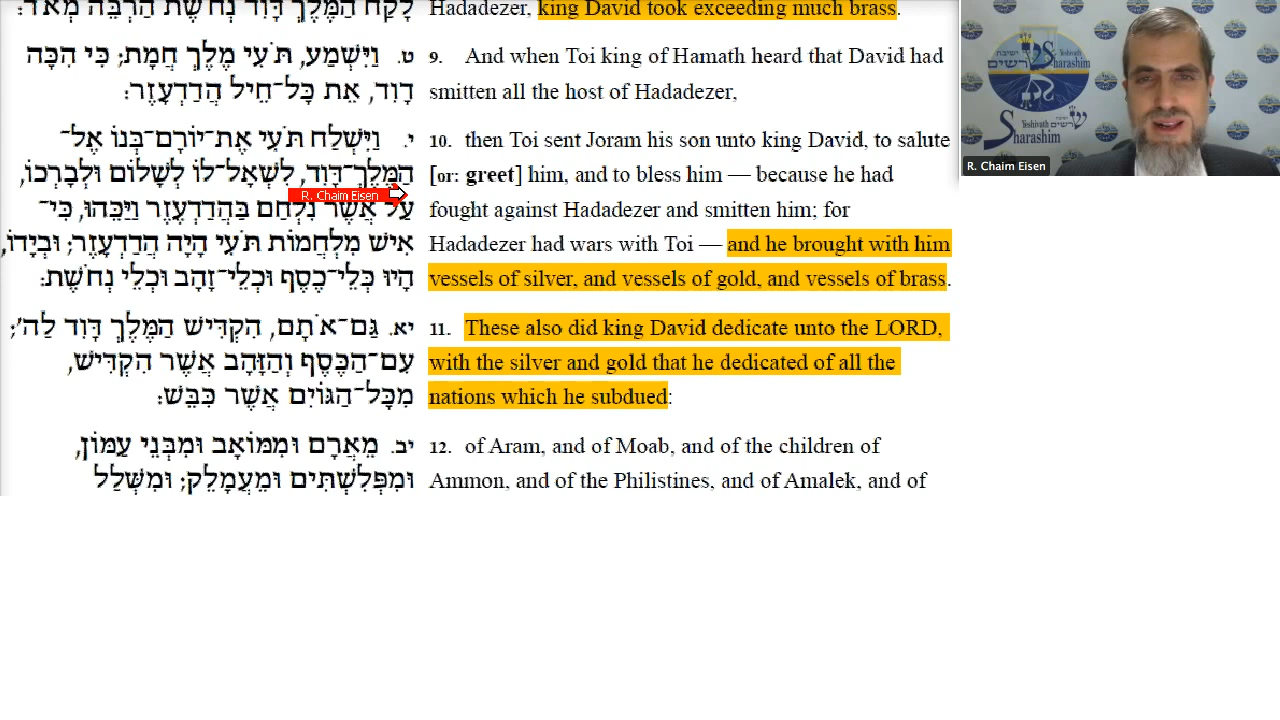 לָקַח הַמֶּלֶךְ דָּוִד נְחֹשֶׁת הַרְבֵּה מְאֹד:
ט. וַיִּשְׁמַע, תֹּעִי מֶלֶךְ חֲמָת; כִּי הִכָּה
דָוִד, אֵת כׇּל־חֵיל הֲדַדְעָזֶר:
י. וַיִּשְׁלַח תֹּעִי אֶת־יוֹרָם־בְּנוֹ אֶל־
הַמֶּלֶךְ־דָּוִד, לִשְׁאׇל־לוֹ לְשָׁלוֹם וּלְבָרְכוֹ,
עַל אֲשֶׁר נִלְחַם בַּהֲדַדְעֶזֶר וַיַּכֵּהוּ, כִּי־
אִישׁ מִלְחֲמוֹת תֹּעִי הָיָה הֲדַדְעָזֶר; וּבְיָדוֹ,
הָיוּ כְּלֵי־כֶסֶף וּכְלֵי־זָהָב וּכְלֵי נְחֹשֶׁת:
יא. גַּם־אֹתָם, הִקְדִּישׁ הַמֶּלֶךְ דָּוִד לַה';
עִם־הַכֶּסֶף וְהַזָּהָב אֲשֶׁר הִקְדִּישׁ,
מִכׇּל־הַגּוֹיִם אֲשֶׁר כִּבֵּשׁ:
יב. מֵאֲרָם וּמִמּוֹאָב וּמִבְּנֵי עַמּוֹן,
וּמִפְּלִשְׁתִּים וּמֵעֲמָלֵק; וּמִשְּׁלַל
Hadadezer, king David took exceeding much brass.
9. And when Toi king of Hamath heard that David had
smitten all the host of Hadadezer,
10. then Toi sent Joram his son unto king David, to salute
[or: greet] him, and to bless him — because he had
fought against Hadadezer and smitten him; for
Hadadezer had wars with Toi — and he brought with him
vessels of silver, and vessels of gold, and vessels of brass.
11. These also did king David dedicate unto the LORD,
with the silver and gold that he dedicated of all the
nations which he subdued:
12. of Aram, and of Moab, and of the children of
Ammon, and of the Philistines, and of Amalek, and of
R. Chaim Eisen
ישיבת
שרשים
Yeshivath
Sharashim
R. Chaim Eisen